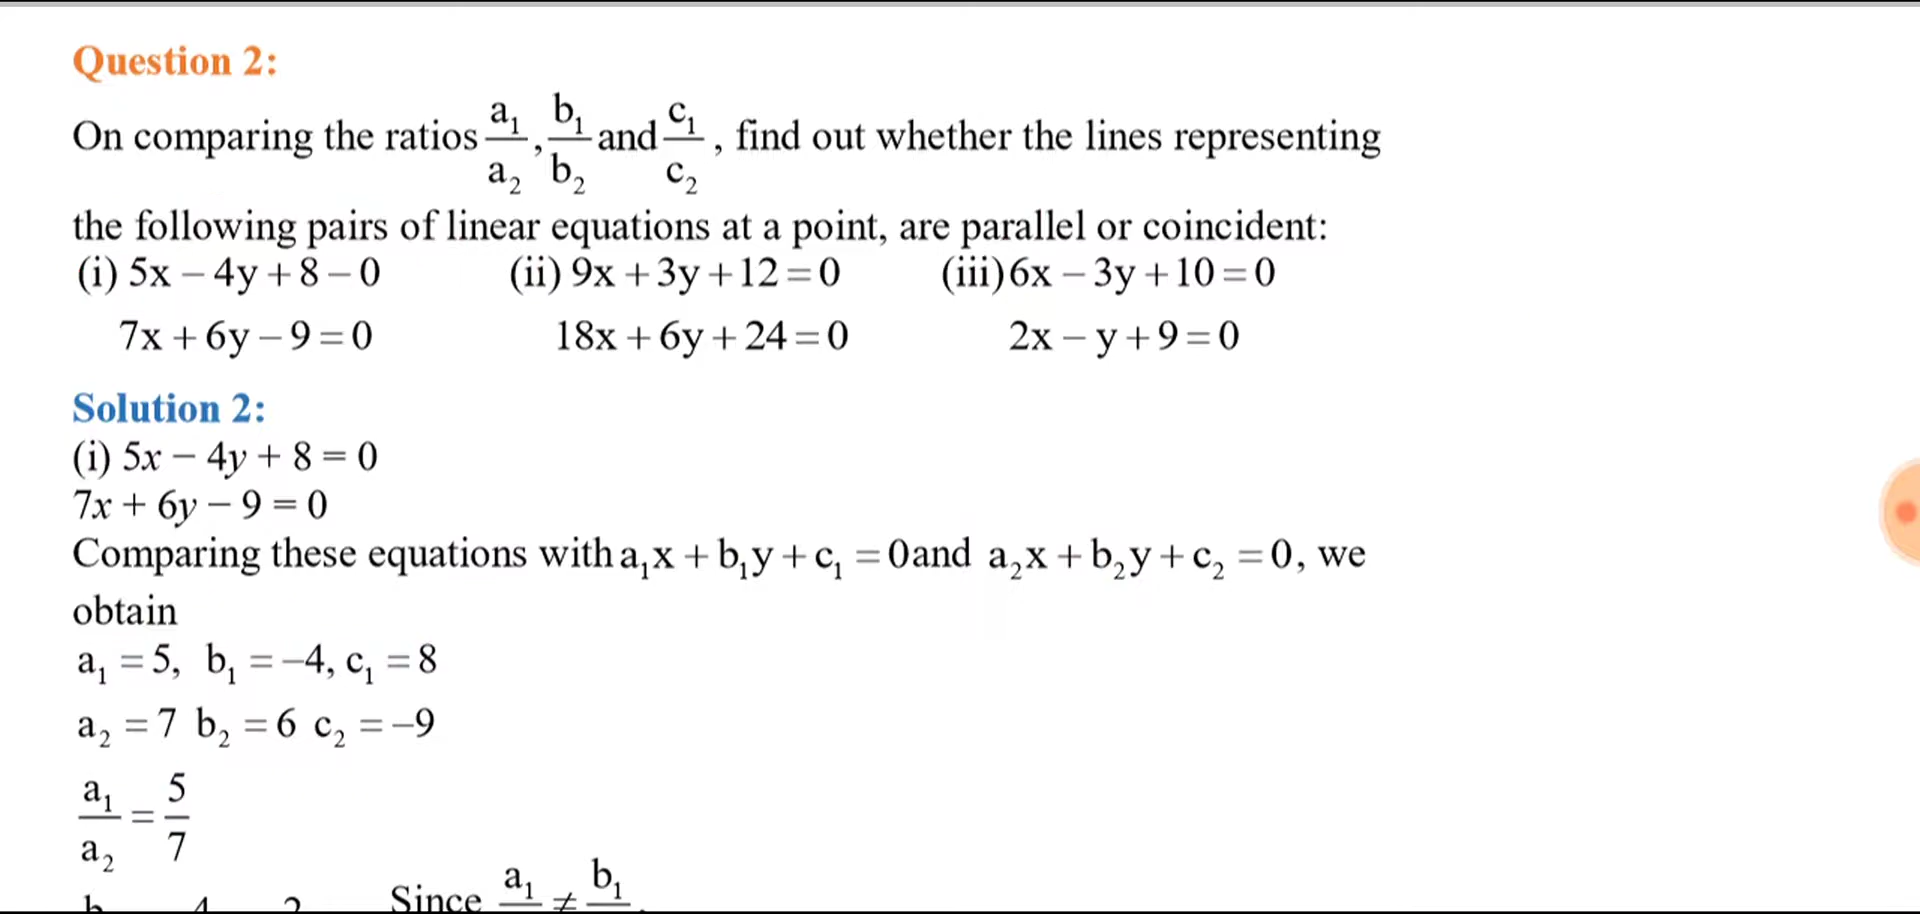 Question 2:
On comparing the ratios a₁/a₂, b₁/b₂ and c₁/c₂, find out whether the lines representing
the following pairs of linear equations at a point, are parallel or coincident:
(i) 5x – 4y + 8 – 0 (ii) 9x + 3y + 12 = 0 (iii) 6x – 3y + 10 = 0
7x + 6y – 9 = 0 18x + 6y + 24 = 0 2x – y + 9 = 0
Solution 2:
(i) 5x – 4y + 8 = 0
7x + 6y – 9 = 0
Comparing these equations with a₁x + b₁y + c₁ = 0 and a₂x + b₂y + c₂ = 0, we
obtain
a₁ = 5, b₁ = –4, c₁ = 8
a₂ = 7 b₂ = 6 c₂ = –9
a₁/a₂ = 5/7
Since a₁ ≠ b₁